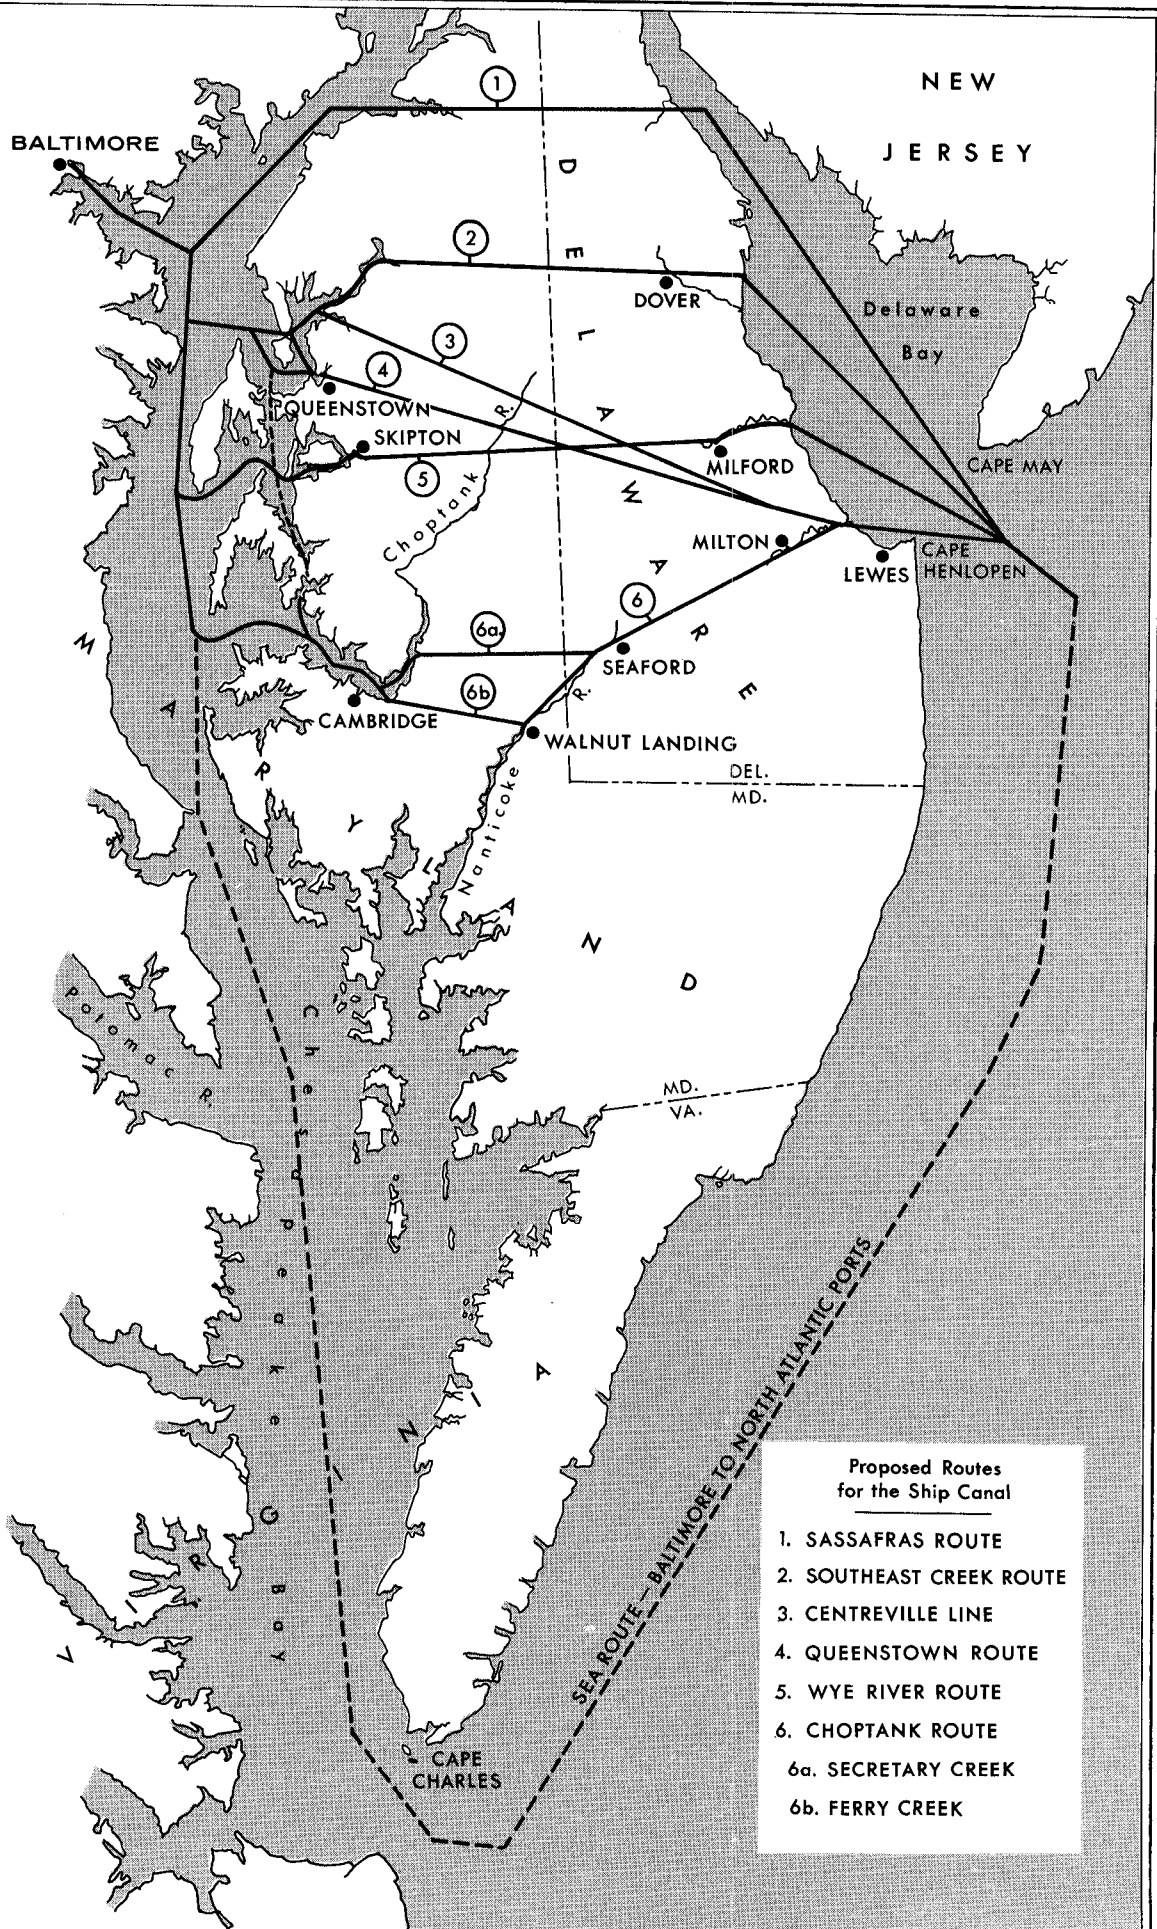 NEW
JERSEY
BALTIMORE
1
DELAWARE
2
DOVER
Delaware
Bay
3
4
QUEENSTOWN
R.
SKIPTON
5
Choptank
MILFORD
CAPE MAY
MILTON
LEWES
CAPE
HENLOPEN
6
6a.
SEAFORD
6b
R.
CAMBRIDGE
WALNUT LANDING
DEL.
MD.
MARYLAND
Nanticoke
Potomac R.
Chesapeake Bay
MD.
VA.
VIRGINIA
SEA ROUTE—BALTIMORE TO NORTH ATLANTIC PORTS
CAPE
CHARLES
Proposed Routes
for the Ship Canal
1. SASSAFRAS ROUTE
2. SOUTHEAST CREEK ROUTE
3. CENTREVILLE LINE
4. QUEENSTOWN ROUTE
5. WYE RIVER ROUTE
6. CHOPTANK ROUTE
6a. SECRETARY CREEK
6b. FERRY CREEK